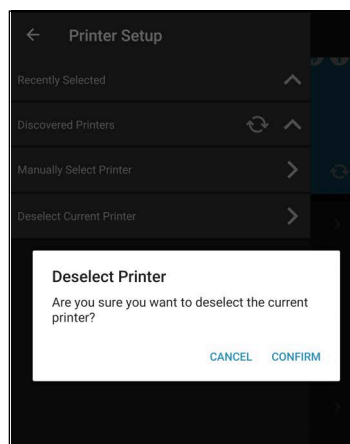 Printer Setup
Recently Selected
Discovered Printers
Manually Select Printer
Deselect Current Printer
Deselect Printer
Are you sure you want to deselect the current
printer?
CANCEL CONFIRM